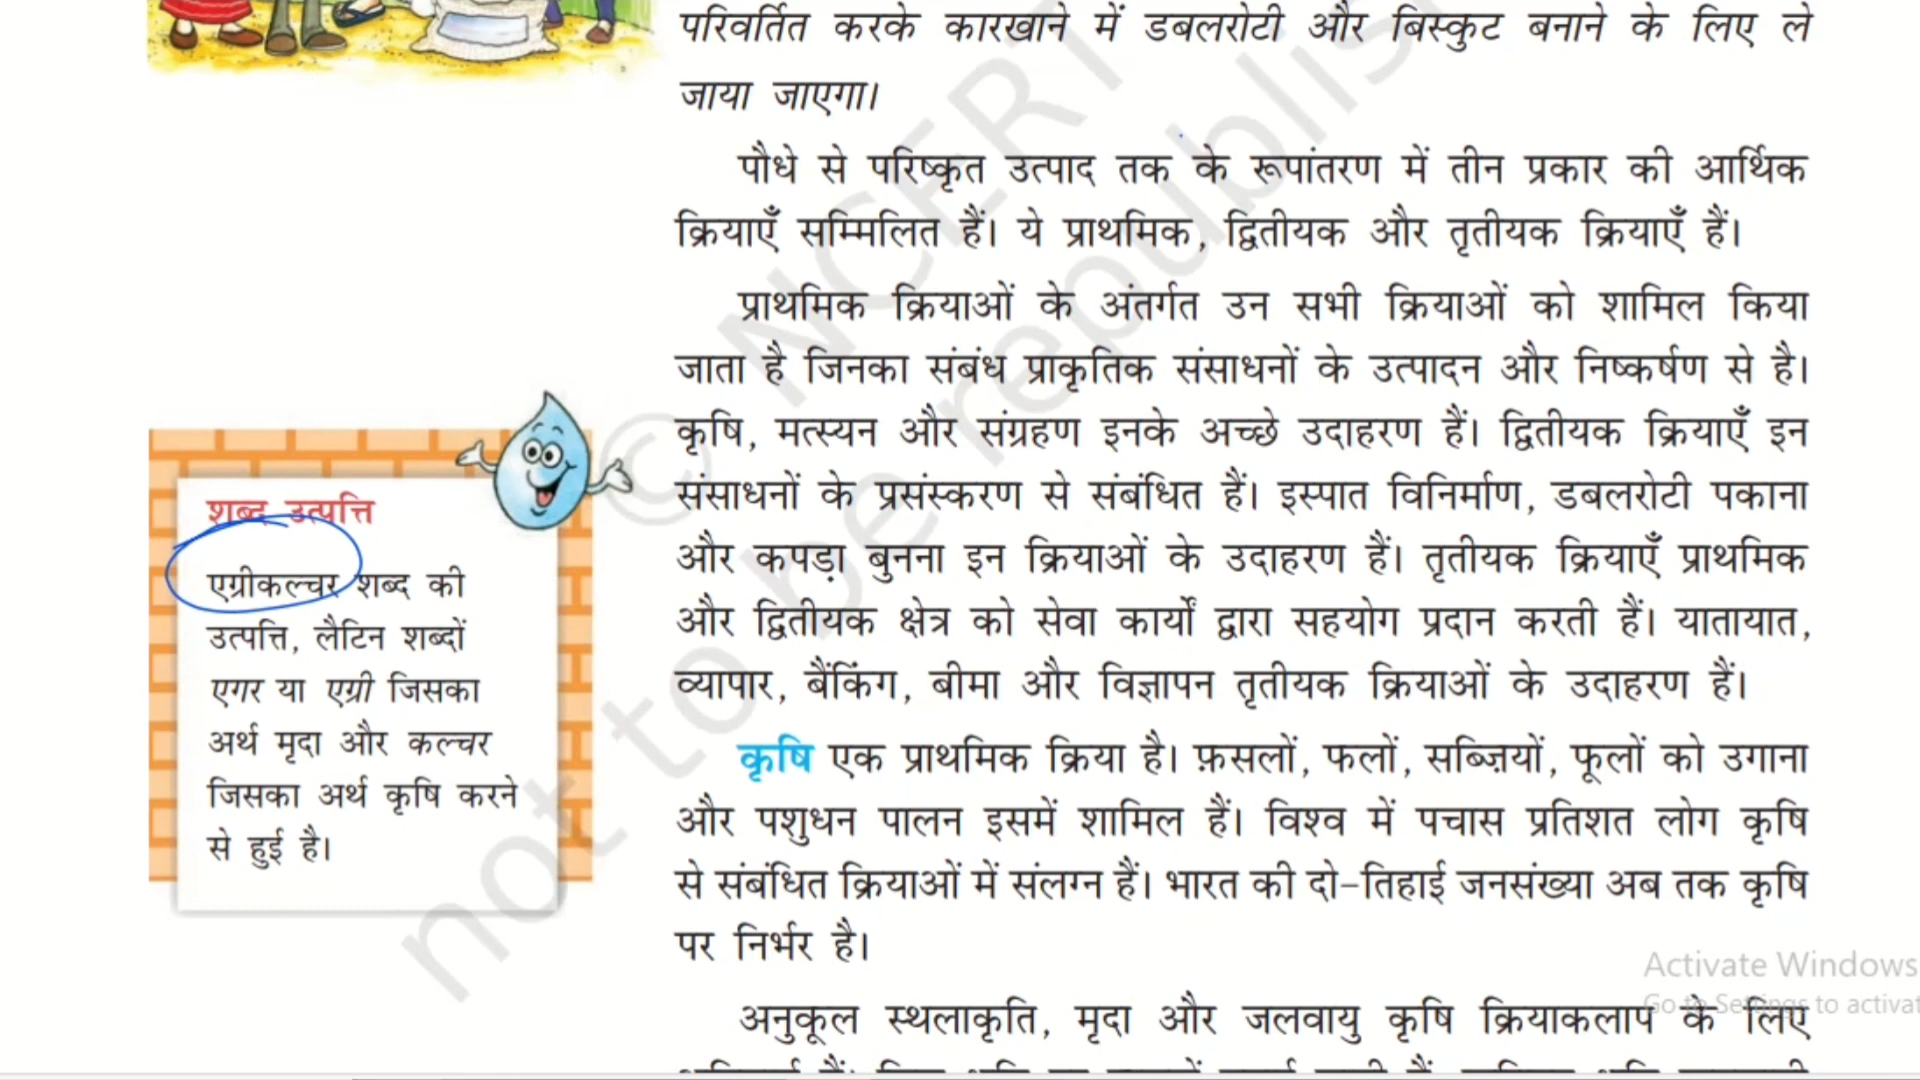 परिवर्तित करके कारखाने में डबलरोटी और बिस्कुट बनाने के लिए ले
जाया जाएगा।
पौधे से परिष्कृत उत्पाद तक के रूपांतरण में तीन प्रकार की आर्थिक
क्रियाएँ सम्मिलित हैं। ये प्राथमिक, द्वितीयक और तृतीयक क्रियाएँ हैं।
प्राथमिक क्रियाओं के अंतर्गत उन सभी क्रियाओं को शामिल किया
जाता है जिनका संबंध प्राकृतिक संसाधनों के उत्पादन और निष्कर्षण से है।
कृषि, मत्स्यन और संग्रहण इनके अच्छे उदाहरण हैं। द्वितीयक क्रियाएँ इन
संसाधनों के प्रसंस्करण से संबंधित हैं। इस्पात विनिर्माण, डबलरोटी पकाना
और कपड़ा बुनना इन क्रियाओं के उदाहरण हैं। तृतीयक क्रियाएँ प्राथमिक
और द्वितीयक क्षेत्र को सेवा कार्यों द्वारा सहयोग प्रदान करती हैं। यातायात,
व्यापार, बैंकिंग, बीमा और विज्ञापन तृतीयक क्रियाओं के उदाहरण हैं।
कृषि एक प्राथमिक क्रिया है। फ़सलों, फलों, सब्ज़ियों, फूलों को उगाना
और पशुधन पालन इसमें शामिल हैं। विश्व में पचास प्रतिशत लोग कृषि
से संबंधित क्रियाओं में संलग्न हैं। भारत की दो-तिहाई जनसंख्या अब तक कृषि
पर निर्भर है।
अनुकूल स्थलाकृति, मृदा और जलवायु कृषि क्रियाकलाप के लिए
शब्द उत्पत्ति
एग्रीकल्चर शब्द की
उत्पत्ति, लैटिन शब्दों
एगर या एग्री जिसका
अर्थ मृदा और कल्चर
जिसका अर्थ कृषि करने
से हुई है।
© NCERT
not to be republis
Activate Windows
Go to Settings to activat